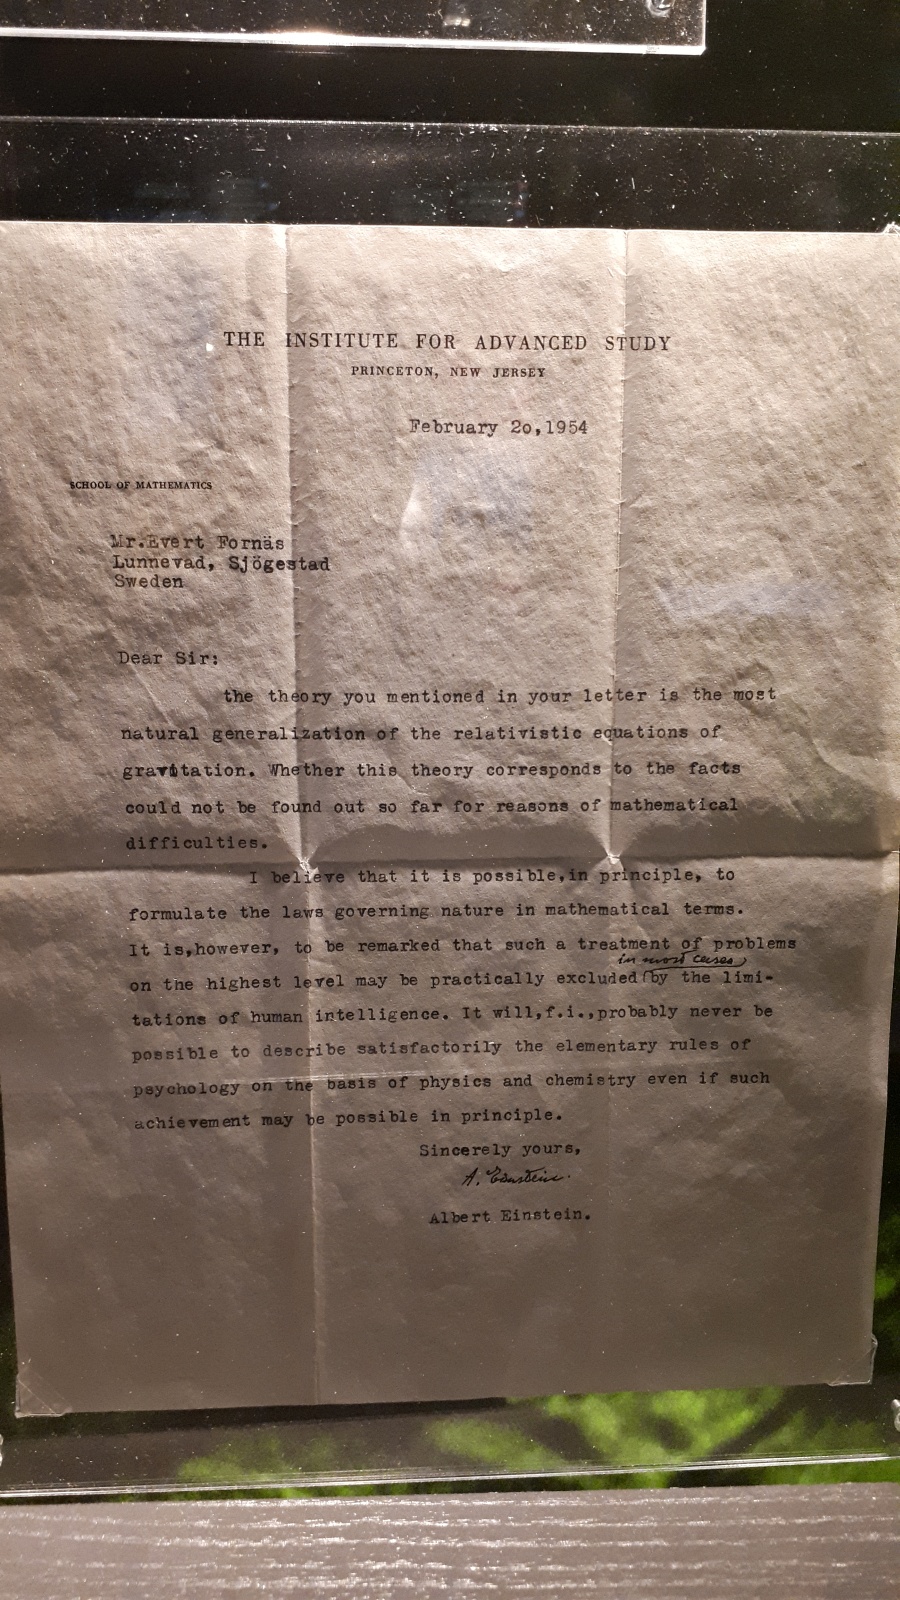 THE INSTITUTE FOR ADVANCED STUDY
PRINCETON, NEW JERSEY
February 2o,1954
SCHOOL OF MATHEMATICS
Mr.Evert Fornäs
Lunnevad, Sjögestad
Sweden
Dear Sir:
the theory you mentioned in your letter is the most
natural generalization of the relativistic equations of
gravitation. Whether this theory corresponds to the facts
could not be found out so far for reasons of mathematical
difficulties.
I believe that it is possible,in principle, to
formulate the laws governing nature in mathematical terms.
It is,however, to be remarked that such a treatment of problems
in most cases
on the highest level may be practically excluded by the limi-
tations of human intelligence. It will,f.i.,probably never be
possible to describe satisfactorily the elementary rules of
psychology on the basis of physics and chemistry even if such
achievement may be possible in principle.
Sincerely yours,
A. Einstein.
Albert Einstein.